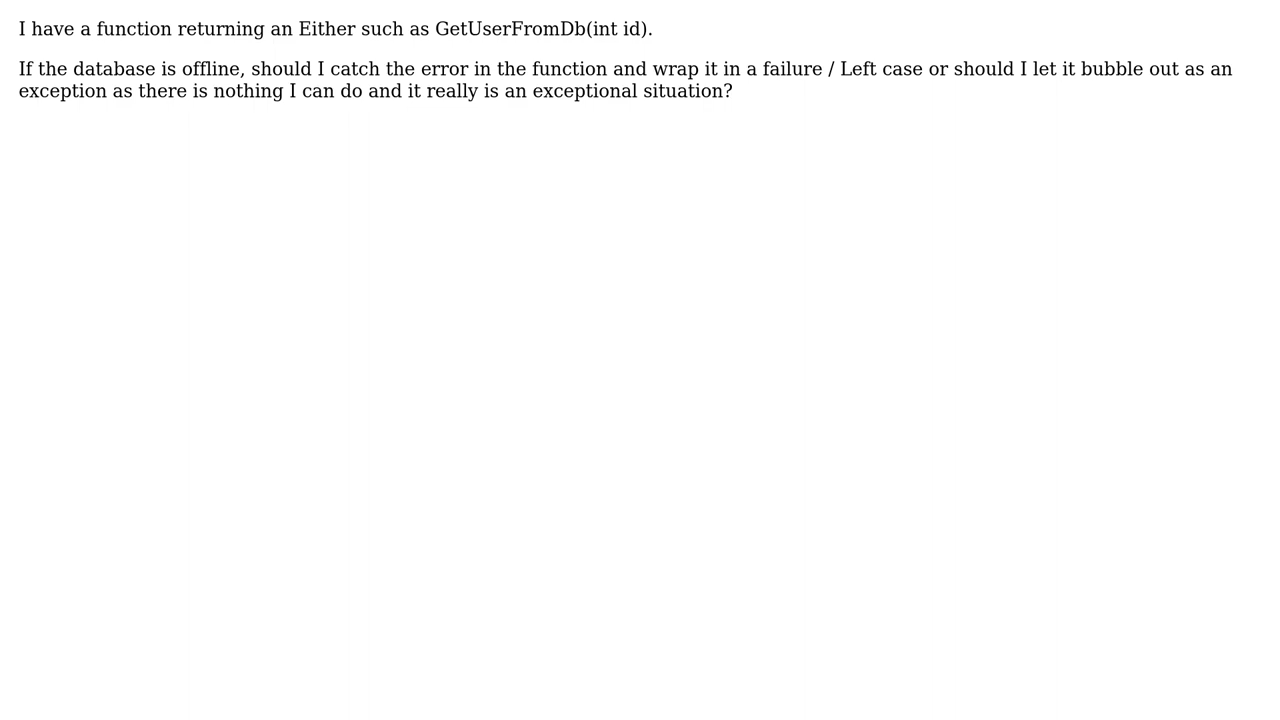 I have a function returning an Either such as GetUserFromDb(int id).
If the database is offline, should I catch the error in the function and wrap it in a failure / Left case or should I let it bubble out as an
exception as there is nothing I can do and it really is an exceptional situation?